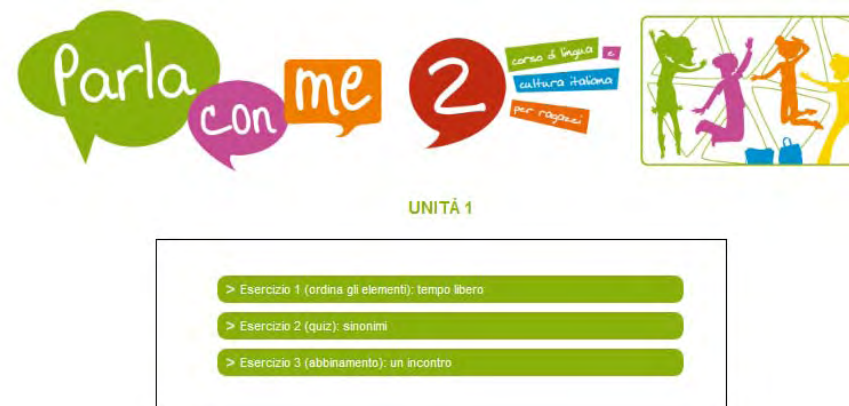 Parla con me 2
corso di lingua e
cultura italiana
per ragazzi
UNITÁ 1
> Esercizio 1 (ordina gli elementi): tempo libero
> Esercizio 2 (quiz): sinonimi
> Esercizio 3 (abbinamento): un incontro